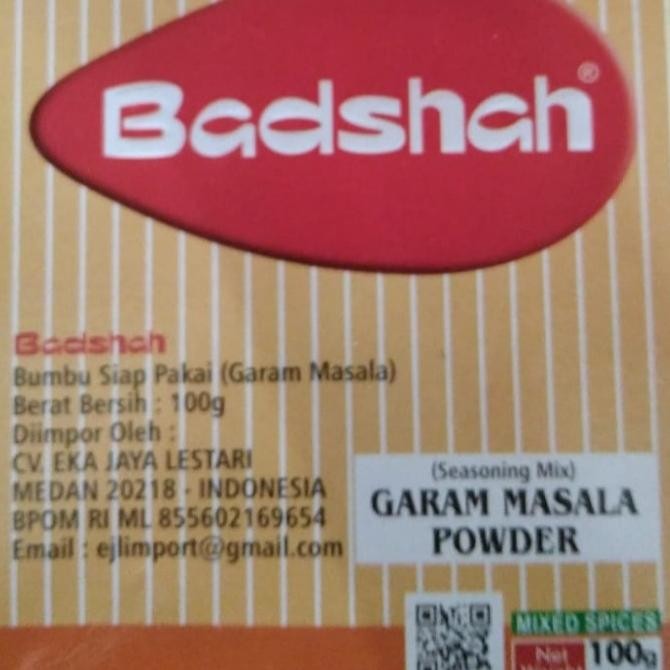 Badshah®
Badshah
Bumbu Siap Pakai (Garam Masala)
Berat Bersih : 100g
Diimpor Oleh :
CV. EKA JAYA LESTARI
MEDAN 20218 - INDONESIA
BPOM RI ML 855602169654
Email : ejlimport@gmail.com
(Seasoning Mix)
GARAM MASALA
POWDER
MIXED SPICES
Net 100g